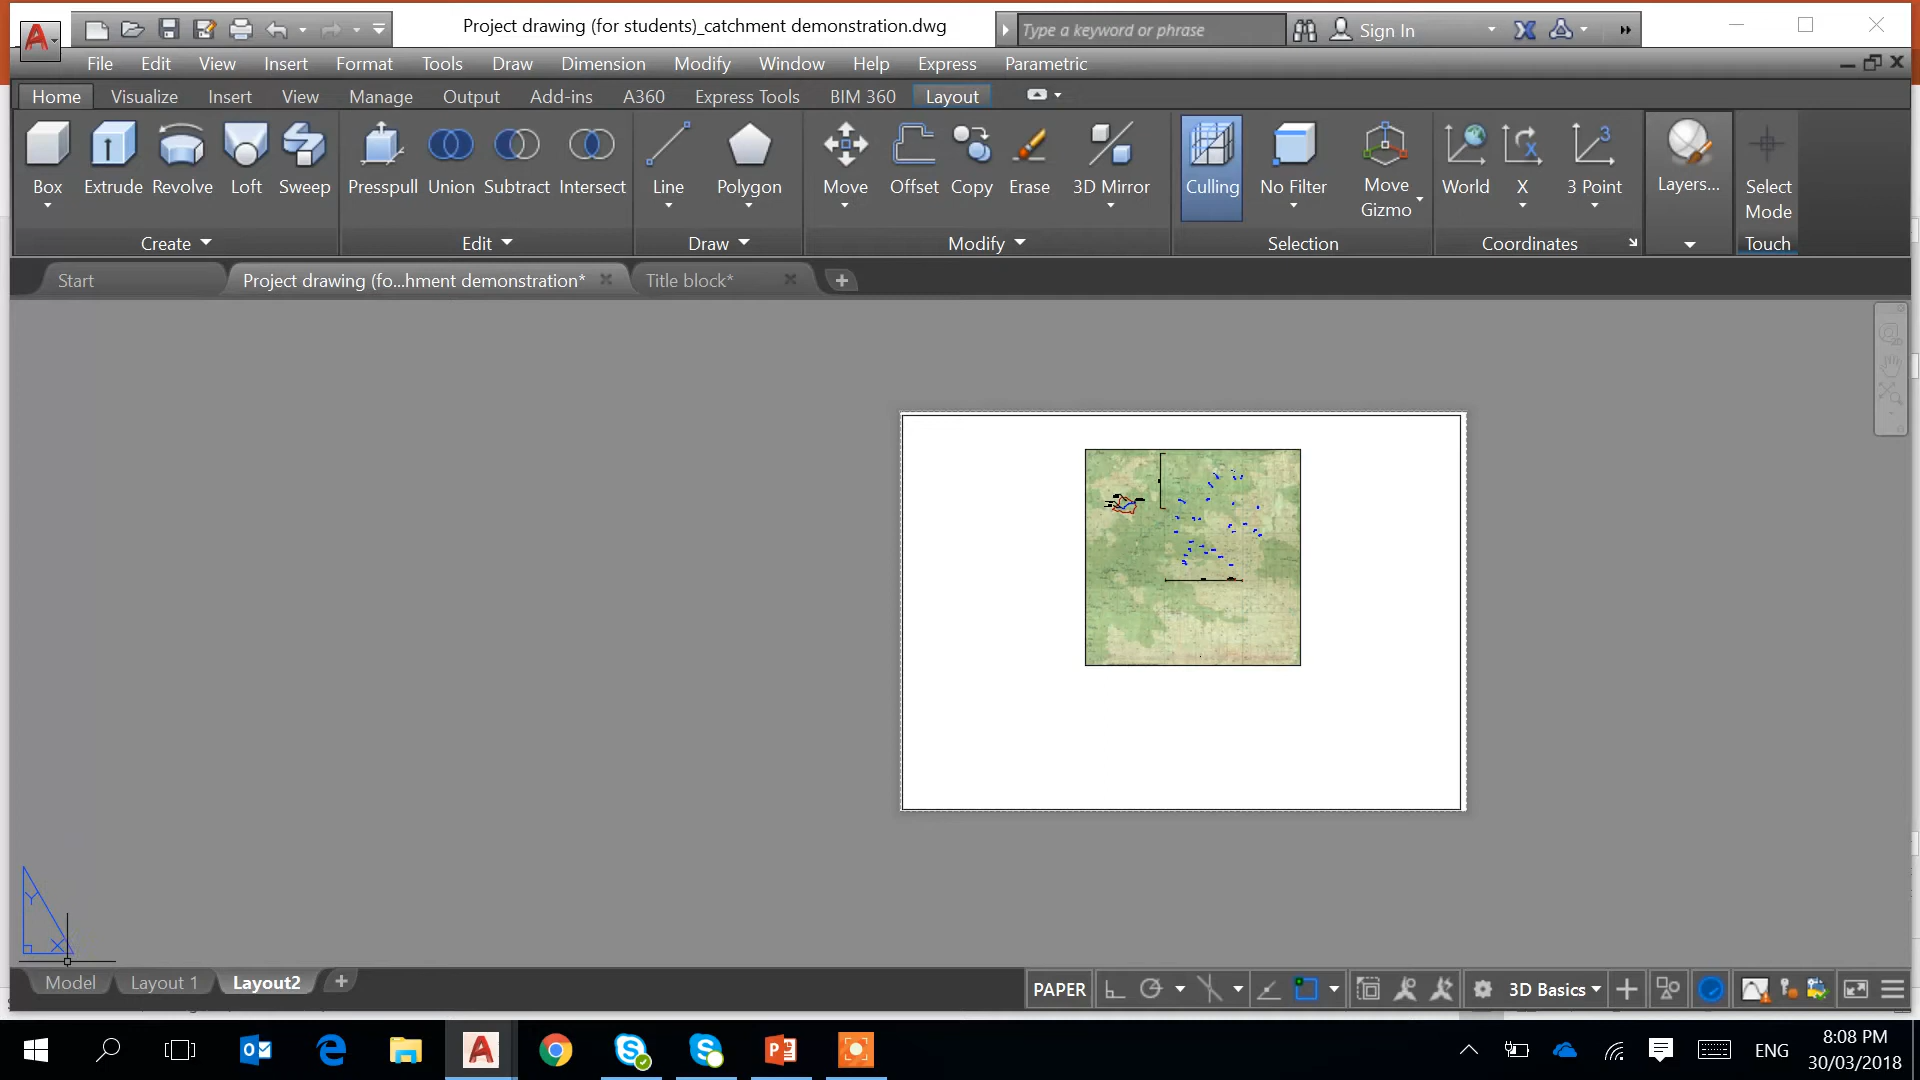 Project drawing (for students)_catchment demonstration.dwg
Type a keyword or phrase
Sign In
File Edit View Insert Format Tools Draw Dimension Modify Window Help Express Parametric
Home Visualize Insert View Manage Output Add-ins A360 Express Tools BIM 360 Layout
Box Extrude Revolve Loft Sweep Presspull Union Subtract Intersect Line Polygon Move Offset Copy Erase 3D Mirror Culling No Filter Move Gizmo World X 3 Point Layers... Select Mode
Create Edit Draw Modify Selection Coordinates Touch
Start Project drawing (fo...hment demonstration* Title block*
Y
X
Model Layout 1 Layout2
PAPER 3D Basics
ENG
8:08 PM
30/03/2018